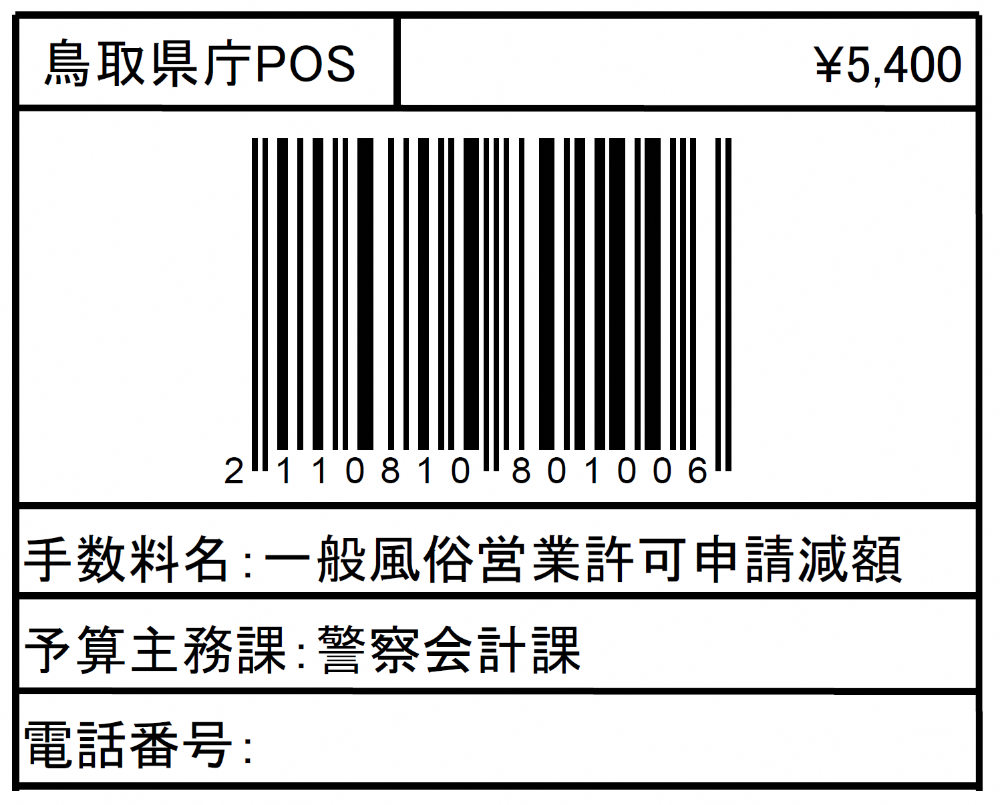 鳥取県庁POS ¥5,400
2 110810 801006
手数料名:一般風俗営業許可申請減額
予算主務課:警察会計課
電話番号: